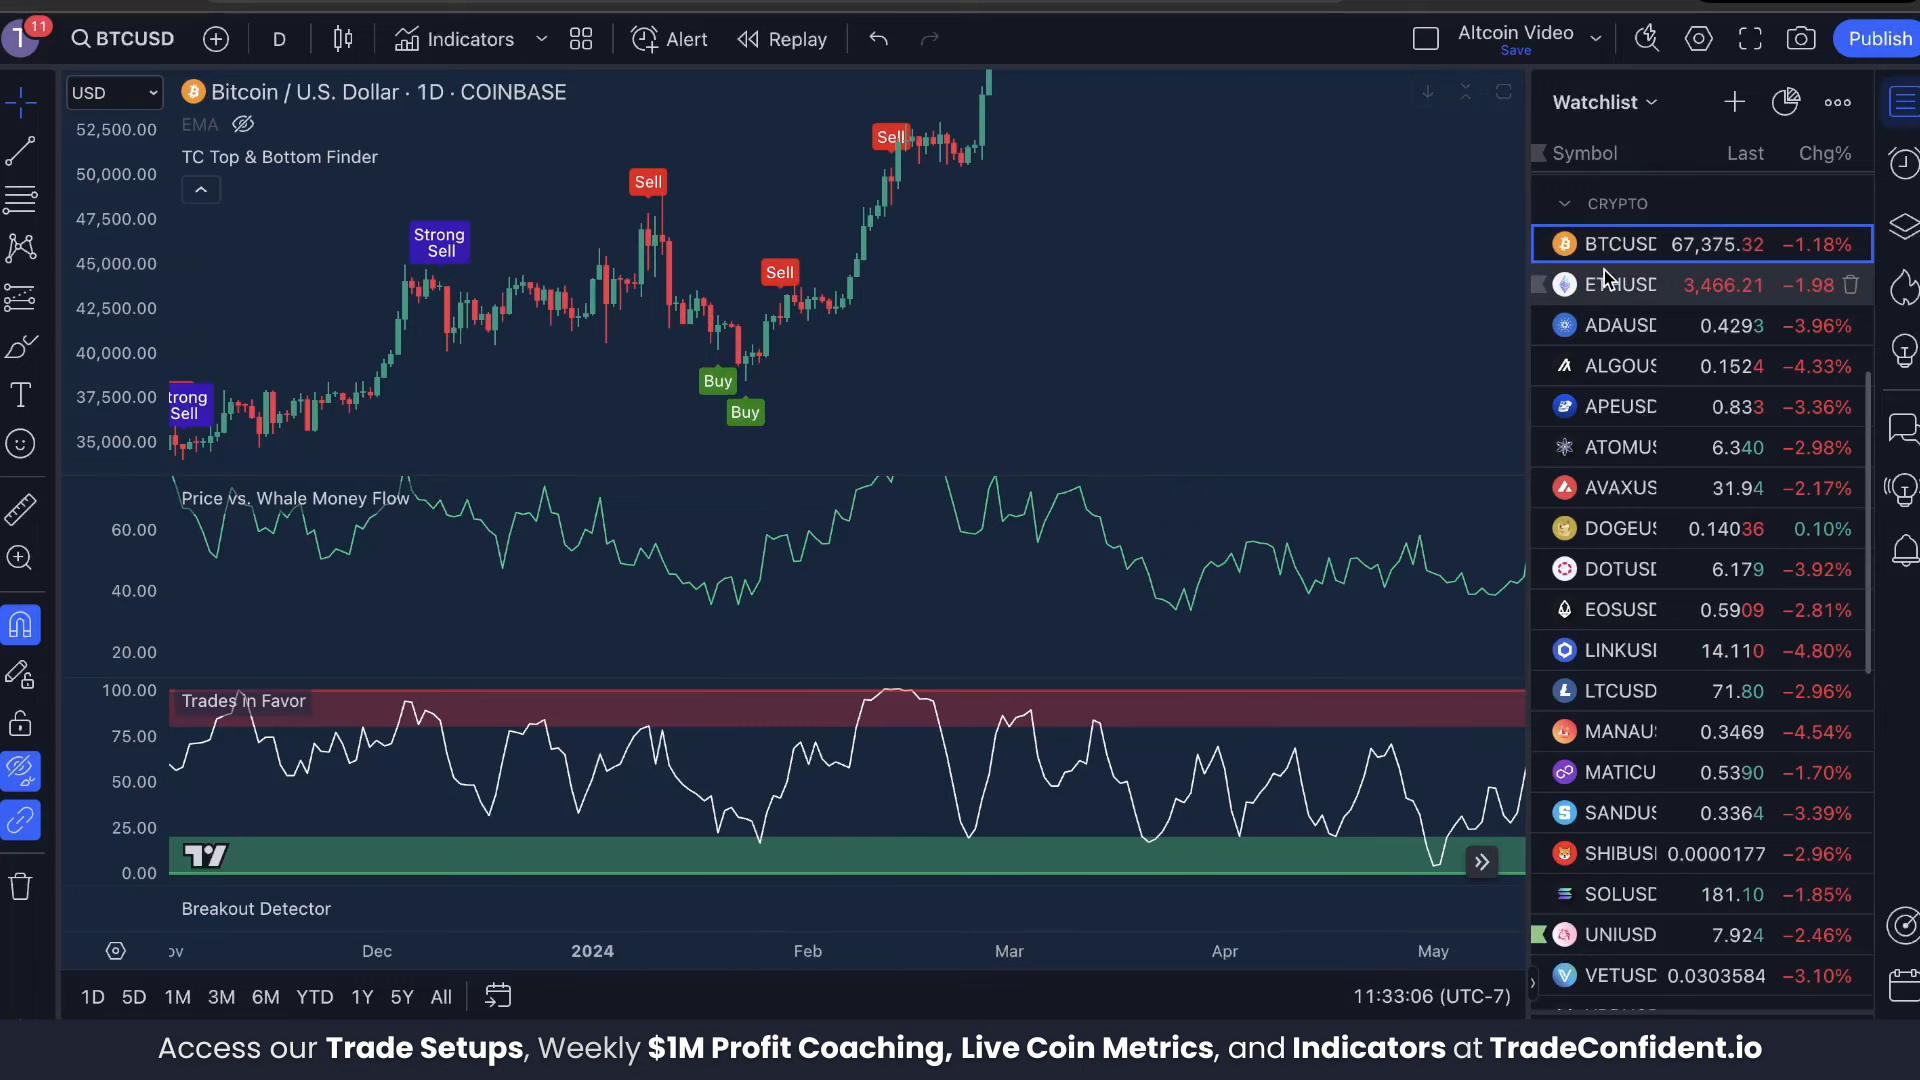 T 11 BTCUSD D Indicators Alert Replay Altcoin Video Save Publish
USD
Bitcoin / U.S. Dollar · 1D · COINBASE
EMA
TC Top & Bottom Finder
52,500.00
50,000.00
47,500.00
45,000.00
42,500.00
40,000.00
37,500.00
35,000.00
trong
Sell
Strong
Sell
Sell
Buy
Buy
Sell
Sell
Price vs. Whale Money Flow
60.00
40.00
20.00
Trades in Favor
100.00
75.00
50.00
25.00
0.00
Breakout Detector
ov Dec 2024 Feb Mar Apr May
1D 5D 1M 3M 6M YTD 1Y 5Y All 11:33:06 (UTC-7)
Watchlist
Symbol Last Chg%
CRYPTO
BTCUSD 67,375.32 −1.18%
ETHUSD 3,466.21 −1.98
ADAUSD 0.4293 −3.96%
ALGOUS 0.1524 −4.33%
APEUSD 0.833 −3.36%
ATOMUS 6.340 −2.98%
AVAXUS 31.94 −2.17%
DOGEUS 0.14036 0.10%
DOTUSD 6.179 −3.92%
EOSUSD 0.5909 −2.81%
LINKUSI 14.110 −4.80%
LTCUSD 71.80 −2.96%
MANAU 0.3469 −4.54%
MATICU 0.5390 −1.70%
SANDUS 0.3364 −3.39%
SHIBUSI 0.0000177 −2.96%
SOLUSD 181.10 −1.85%
UNIUSD 7.924 −2.46%
VETUSD 0.0303584 −3.10%
Access our Trade Setups, Weekly $1M Profit Coaching, Live Coin Metrics, and Indicators at TradeConfident.io